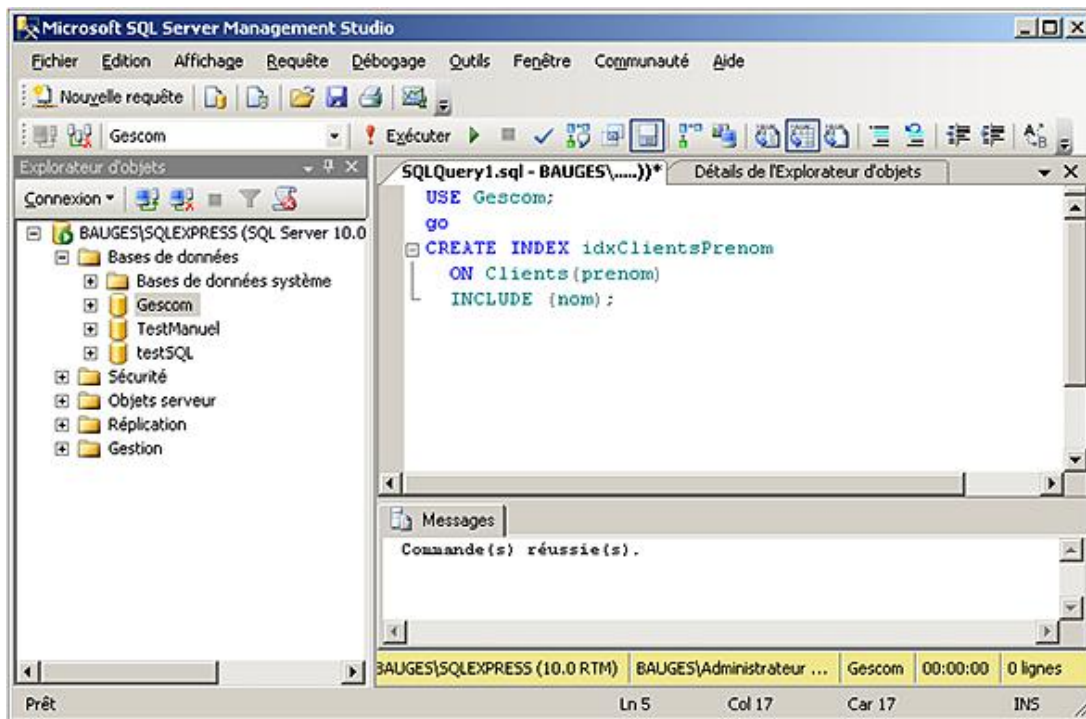 Microsoft SQL Server Management Studio
Fichier Edition Affichage Requête Débogage Outils Fenêtre Communauté Aide
Nouvelle requête
Gescom Exécuter
Explorateur d'objets
Connexion
BAUGES\SQLEXPRESS (SQL Server 10.0
Bases de données
Bases de données système
Gescom
TestManuel
testSQL
Sécurité
Objets serveur
Réplication
Gestion
SQLQuery1.sql - BAUGES\.....))* Détails de l'Explorateur d'objets
USE Gescom;
go
CREATE INDEX idxClientsPrenom
ON Clients(prenom)
INCLUDE (nom);
Messages
Commande(s) réussie(s).
BAUGES\SQLEXPRESS (10.0 RTM) BAUGES\Administrateur ... Gescom 00:00:00 0 lignes
Prêt Ln 5 Col 17 Car 17 INS